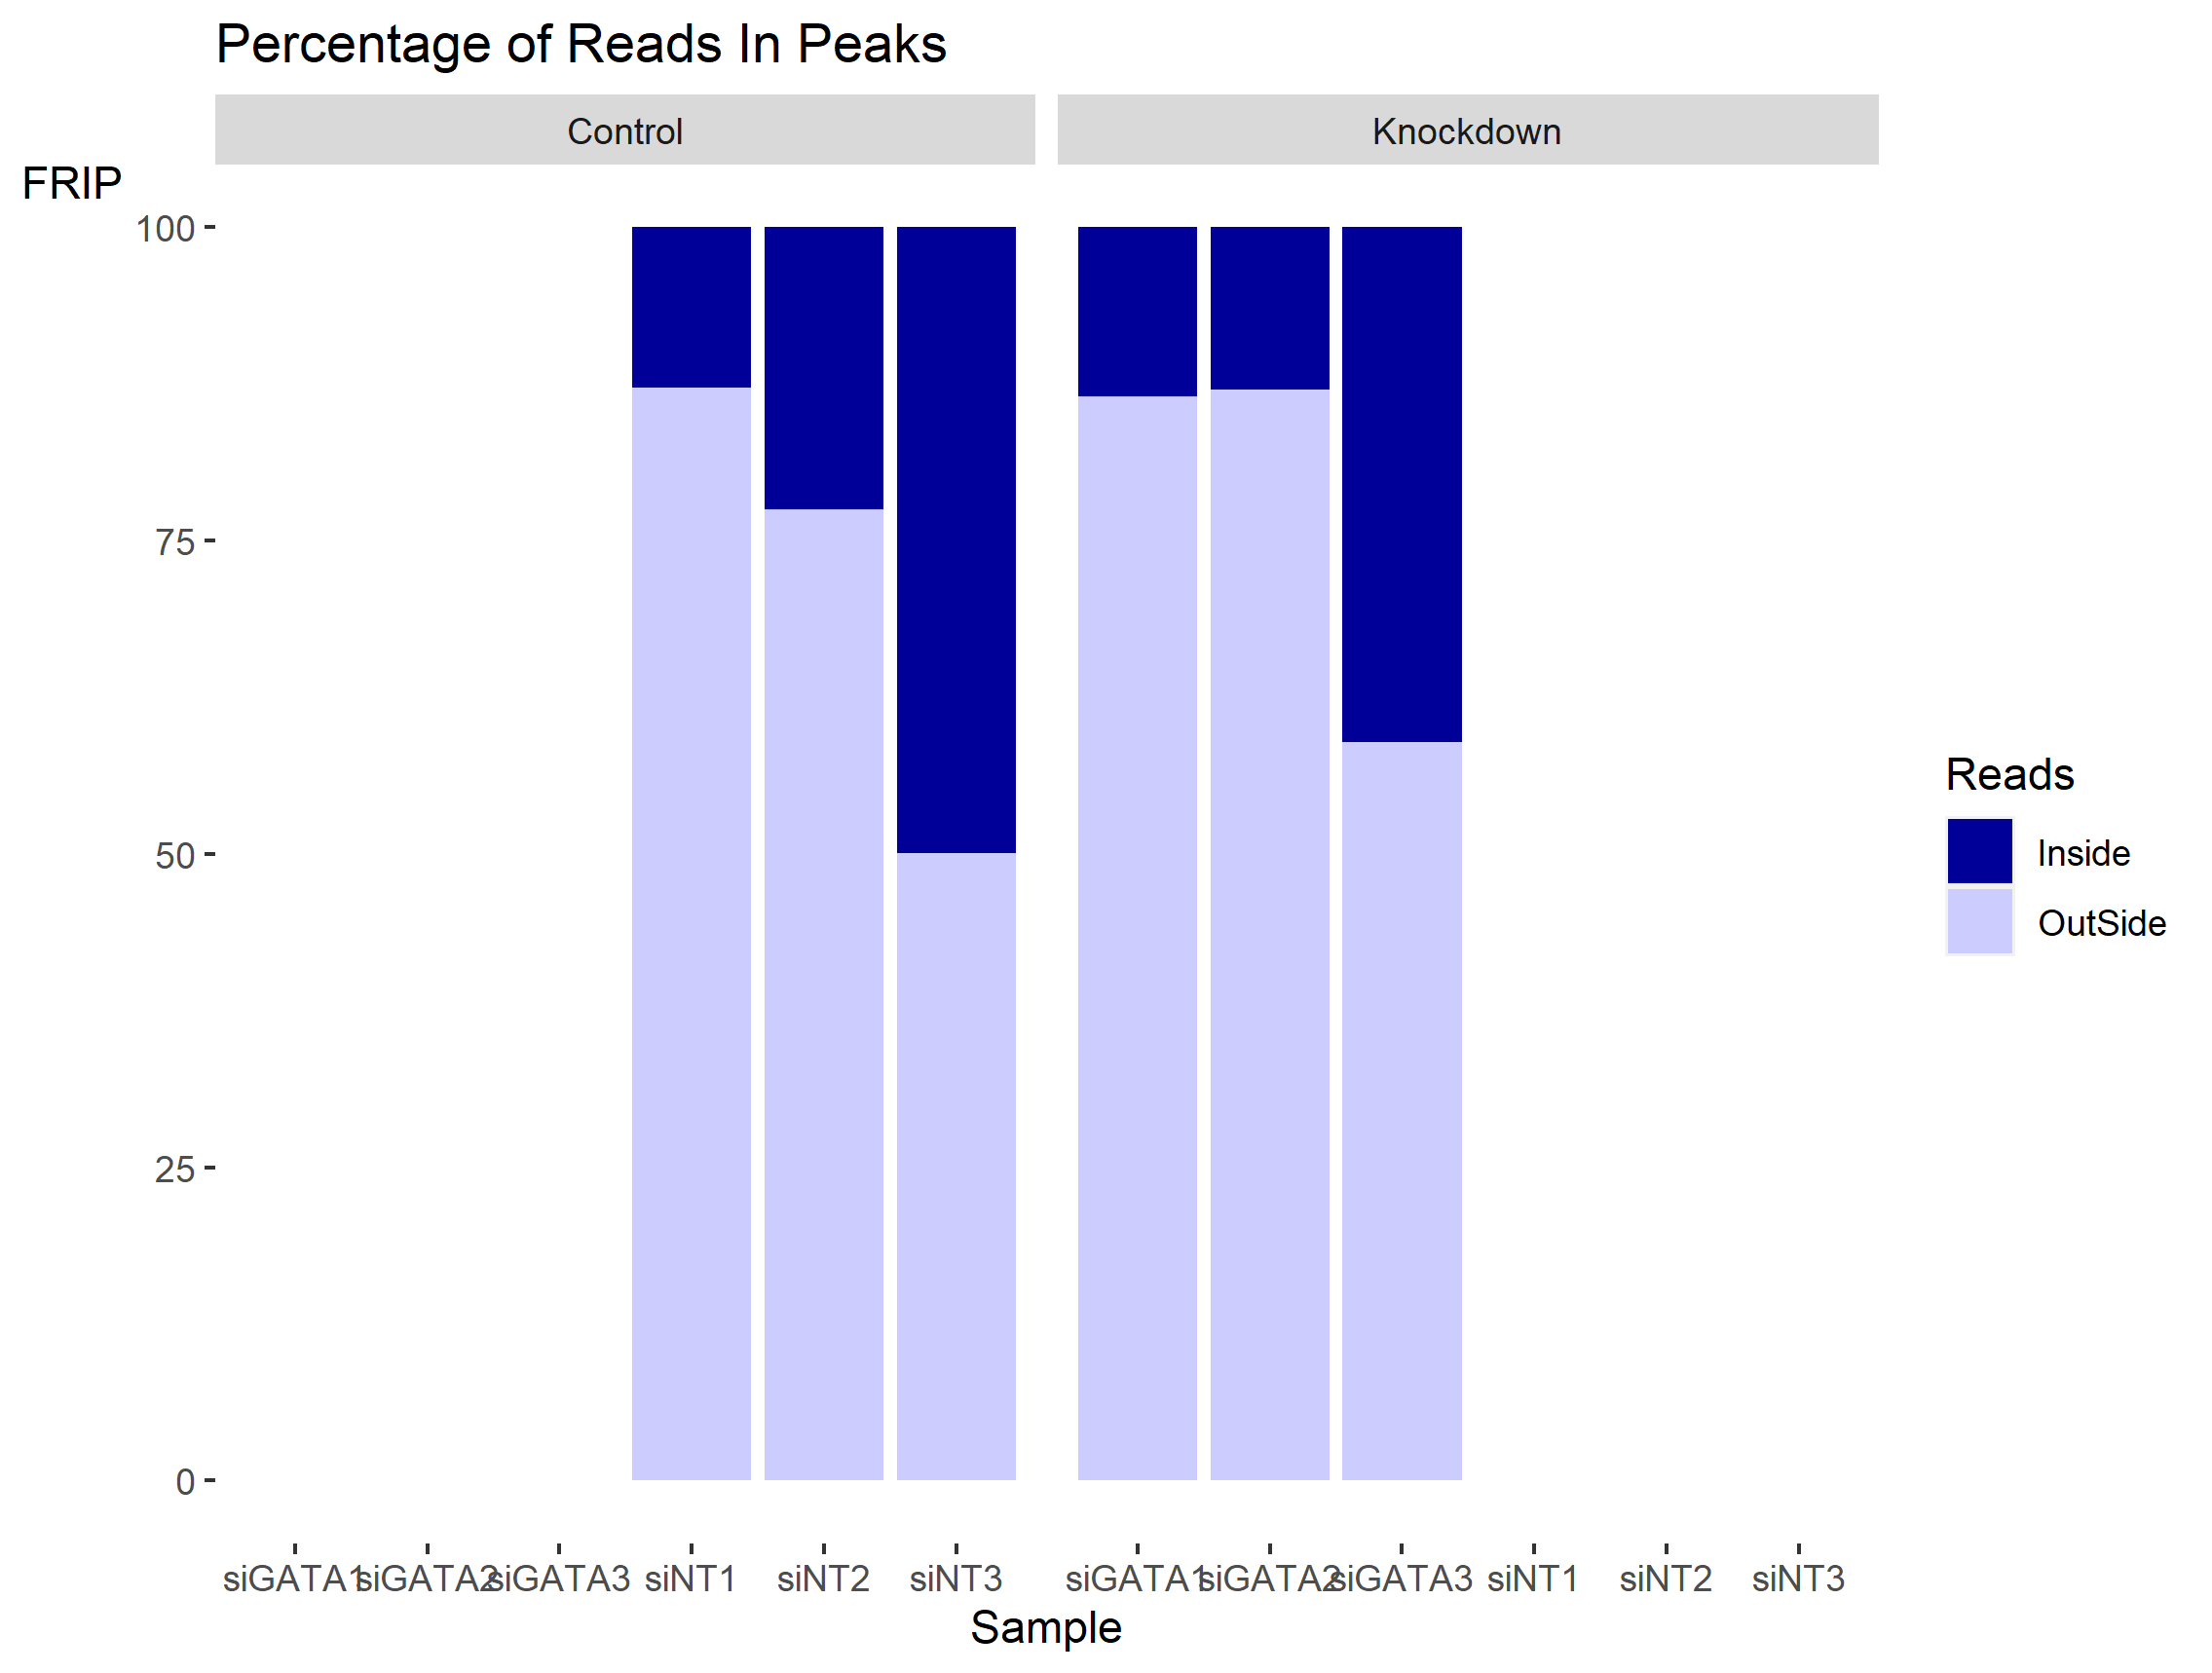 Percentage of Reads In Peaks
Control Knockdown
FRIP
100
75
50
25
0
siGATA1 siGATA2 siGATA3 siNT1 siNT2 siNT3 siGATA1 siGATA2 siGATA3 siNT1 siNT2 siNT3
Sample
Reads
Inside
OutSide